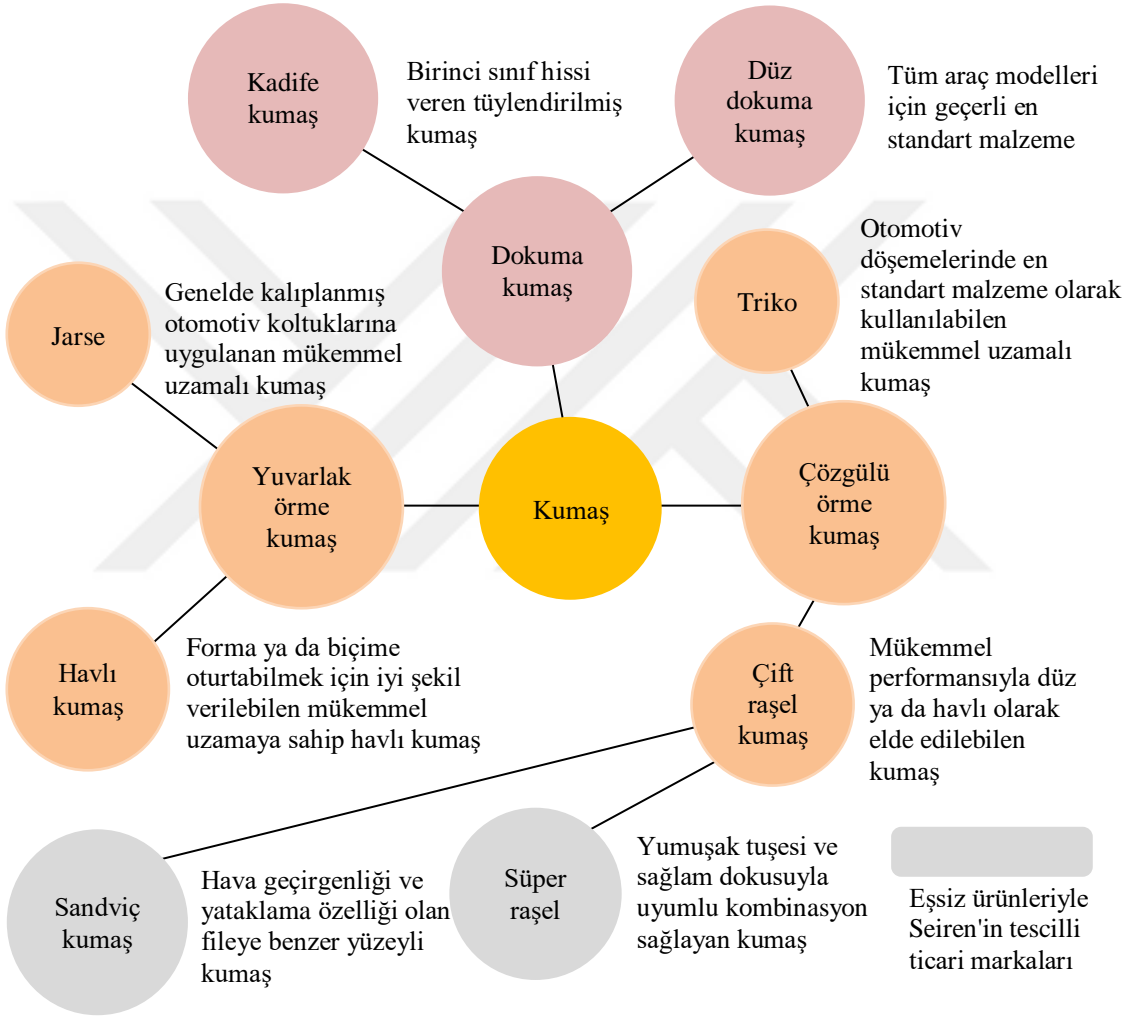 Kadife
kumaş
Birinci sınıf hissi
veren tüylendirilmiş
kumaş
Düz
dokuma
kumaş
Tüm araç modelleri
için geçerli en
standart malzeme
Dokuma
kumaş
Jarse
Genelde kalıplanmış
otomotiv koltuklarına
uygulanan mükemmel
uzamalı kumaş
Triko
Otomotiv
döşemelerinde en
standart malzeme olarak
kullanılabilen
mükemmel uzamalı
kumaş
Yuvarlak
örme
kumaş
Kumaş
Çözgülü
örme
kumaş
Havlı
kumaş
Forma ya da biçime
oturtabilmek için iyi şekil
verilebilen mükemmel
uzamaya sahip havlı kumaş
Çift
raşel
kumaş
Mükemmel
performansıyla düz
ya da havlı olarak
elde edilebilen
kumaş
Sandviç
kumaş
Hava geçirgenliği ve
yataklama özelliği olan
fileye benzer yüzeyli
kumaş
Süper
raşel
Yumuşak tuşesi ve
sağlam dokusuyla
uyumlu kombinasyon
sağlayan kumaş
Eşsiz ürünleriyle
Seiren'in tescilli
ticari markaları